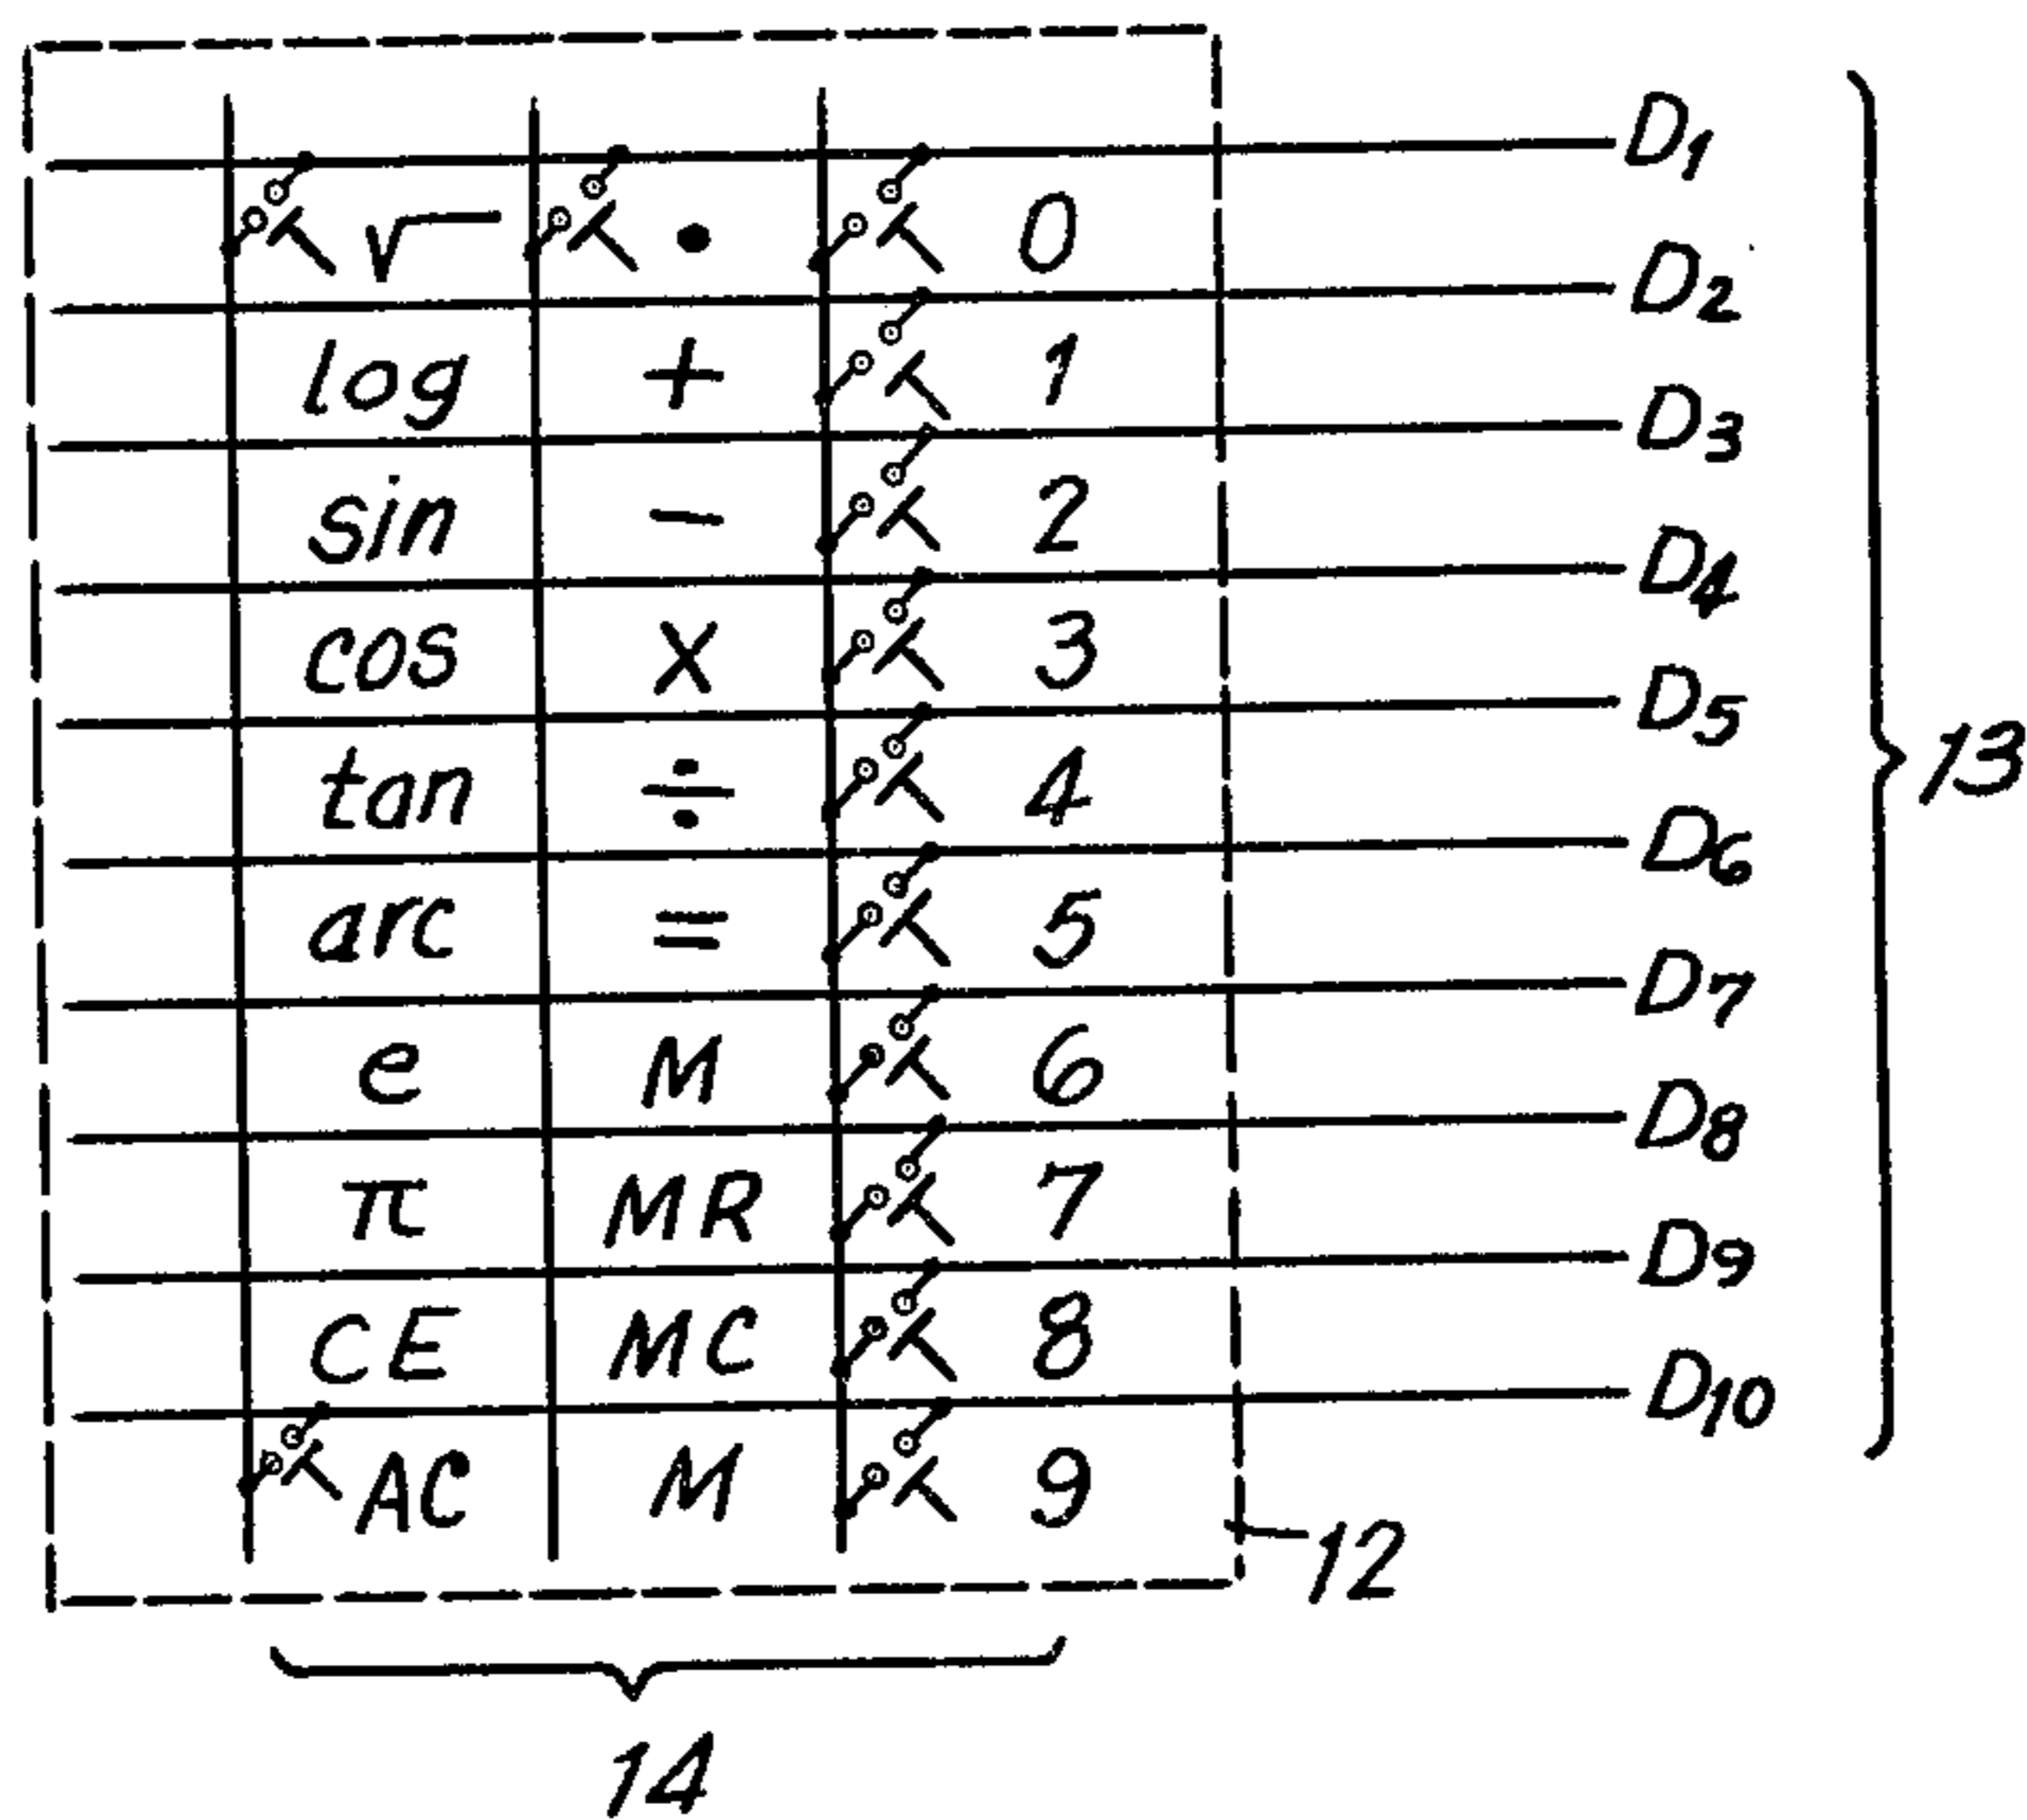 D1
√ • 0
D2
log + 1
D3
sin - 2
D4
cos X 3
D5
tan ÷ 4
13
D6
arc = 5
D7
e M 6
D8
π MR 7
D9
CE MC 8
D10
AC M 9
12
14